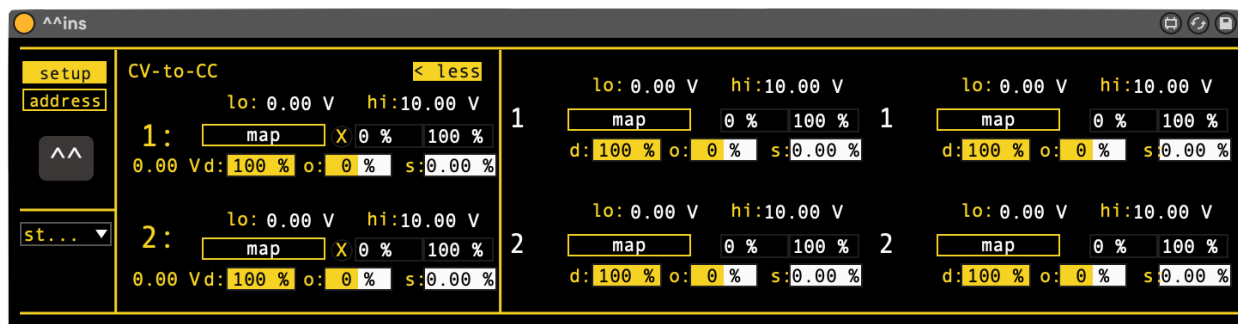 ^^ins
setup
address
^^
st...
CV-to-CC < less
lo: 0.00 V hi:10.00 V
1: map X 0 % 100 %
0.00 V d: 100 % o: 0 % s:0.00 %
lo: 0.00 V hi:10.00 V
2: map X 0 % 100 %
0.00 V d: 100 % o: 0 % s:0.00 %
lo: 0.00 V hi:10.00 V
1 map 0 % 100 %
d: 100 % o: 0 % s:0.00 %
lo: 0.00 V hi:10.00 V
2 map 0 % 100 %
d: 100 % o: 0 % s:0.00 %
lo: 0.00 V hi:10.00 V
1 map 0 % 100 %
d: 100 % o: 0 % s:0.00 %
lo: 0.00 V hi:10.00 V
2 map 0 % 100 %
d: 100 % o: 0 % s:0.00 %